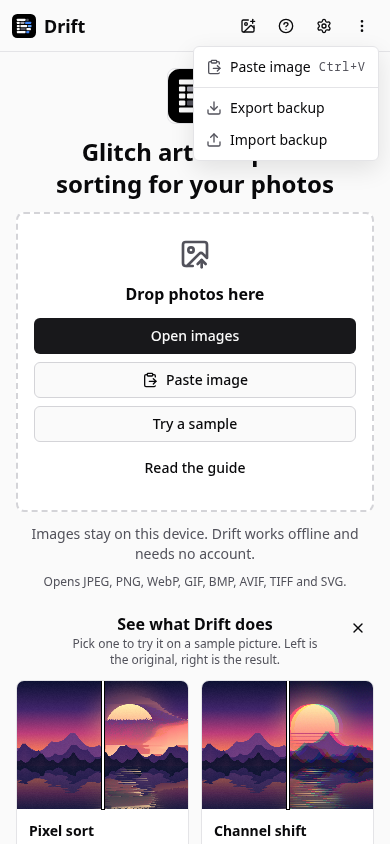 Drift
Paste image Ctrl+V
Export backup
Import backup
Glitch art
sorting for your photos
Drop photos here
Open images
Paste image
Try a sample
Read the guide
Images stay on this device. Drift works offline and
needs no account.
Opens JPEG, PNG, WebP, GIF, BMP, AVIF, TIFF and SVG.
See what Drift does
Pick one to try it on a sample picture. Left is
the original, right is the result.
Pixel sort
Channel shift